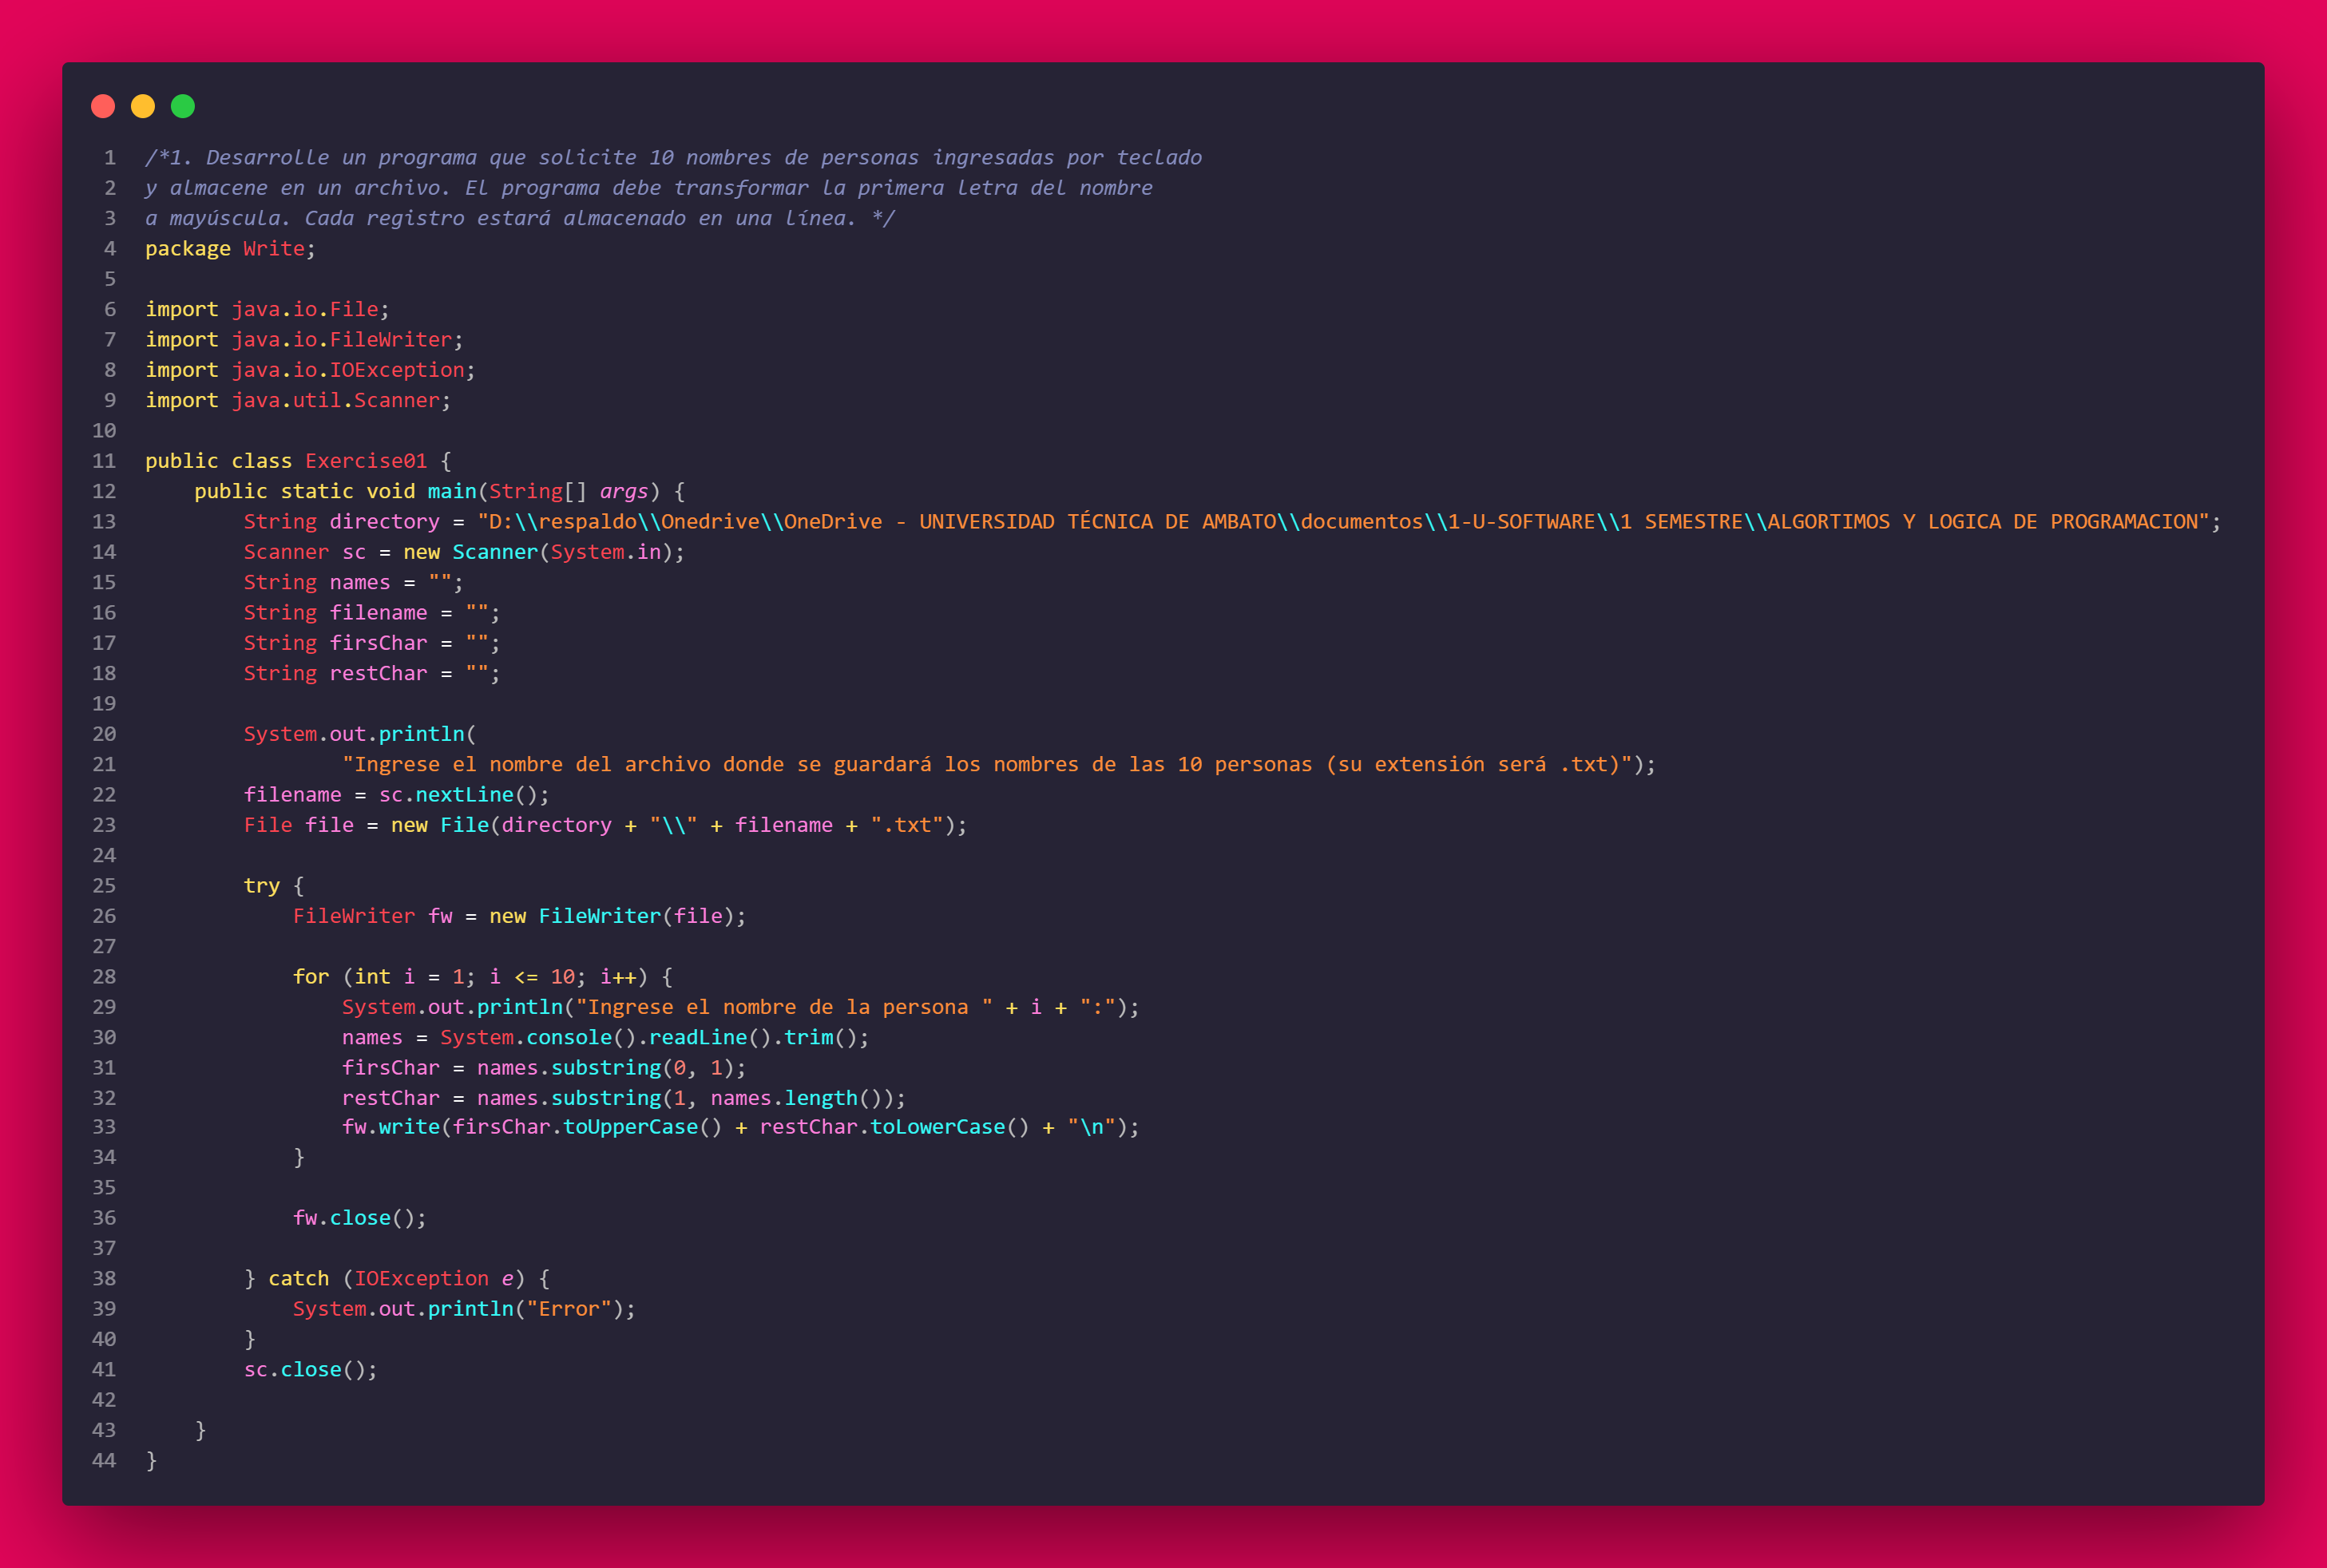 1 /*1. Desarrolle un programa que solicite 10 nombres de personas ingresadas por teclado
2 y almacene en un archivo. El programa debe transformar la primera letra del nombre
3 a mayúscula. Cada registro estará almacenado en una línea. */
4 package Write;
5
6 import java.io.File;
7 import java.io.FileWriter;
8 import java.io.IOException;
9 import java.util.Scanner;
10
11 public class Exercise01 {
12     public static void main(String[] args) {
13         String directory = "D:\\respaldo\\Onedrive\\OneDrive - UNIVERSIDAD TÉCNICA DE AMBATO\\documentos\\1-U-SOFTWARE\\1 SEMESTRE\\ALGORTIMOS Y LOGICA DE PROGRAMACION";
14         Scanner sc = new Scanner(System.in);
15         String names = "";
16         String filename = "";
17         String firsChar = "";
18         String restChar = "";
19
20         System.out.println(
21                 "Ingrese el nombre del archivo donde se guardará los nombres de las 10 personas (su extensión será .txt)");
22         filename = sc.nextLine();
23         File file = new File(directory + "\\" + filename + ".txt");
24
25         try {
26             FileWriter fw = new FileWriter(file);
27
28             for (int i = 1; i <= 10; i++) {
29                 System.out.println("Ingrese el nombre de la persona " + i + ":");
30                 names = System.console().readLine().trim();
31                 firsChar = names.substring(0, 1);
32                 restChar = names.substring(1, names.length());
33                 fw.write(firsChar.toUpperCase() + restChar.toLowerCase() + "\n");
34             }
35
36             fw.close();
37
38         } catch (IOException e) {
39             System.out.println("Error");
40         }
41         sc.close();
42
43     }
44 }